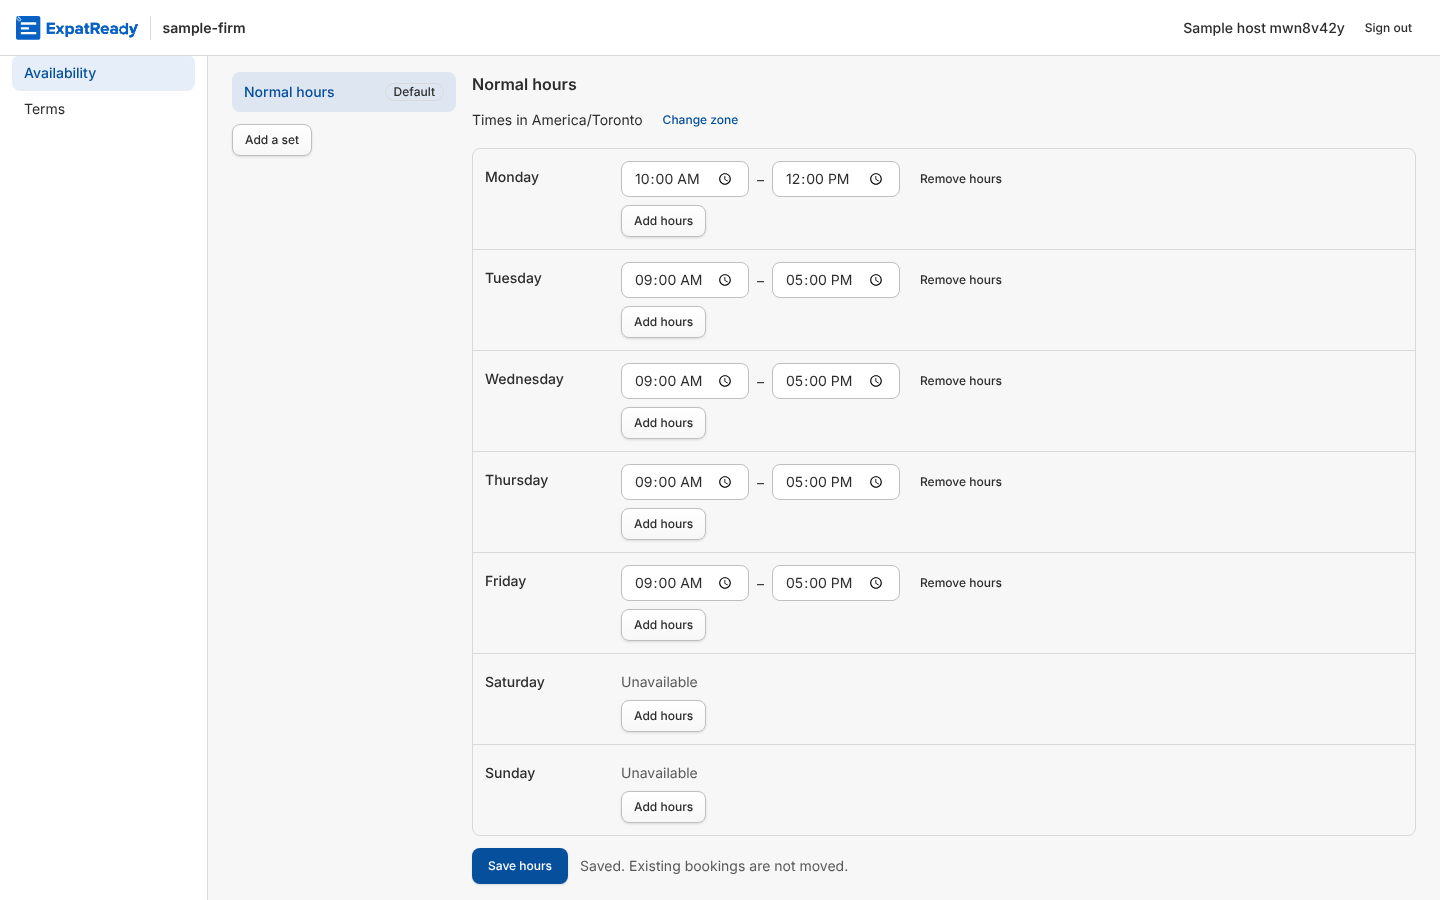 ExpatReady
sample-firm
Sample host mwn8v42y
Sign out
Availability
Terms
Normal hours
Default
Add a set
Normal hours
Times in America/Toronto
Change zone
Monday
10:00 AM – 12:00 PM
Remove hours
Add hours
Tuesday
09:00 AM – 05:00 PM
Remove hours
Add hours
Wednesday
09:00 AM – 05:00 PM
Remove hours
Add hours
Thursday
09:00 AM – 05:00 PM
Remove hours
Add hours
Friday
09:00 AM – 05:00 PM
Remove hours
Add hours
Saturday
Unavailable
Add hours
Sunday
Unavailable
Add hours
Save hours
Saved. Existing bookings are not moved.